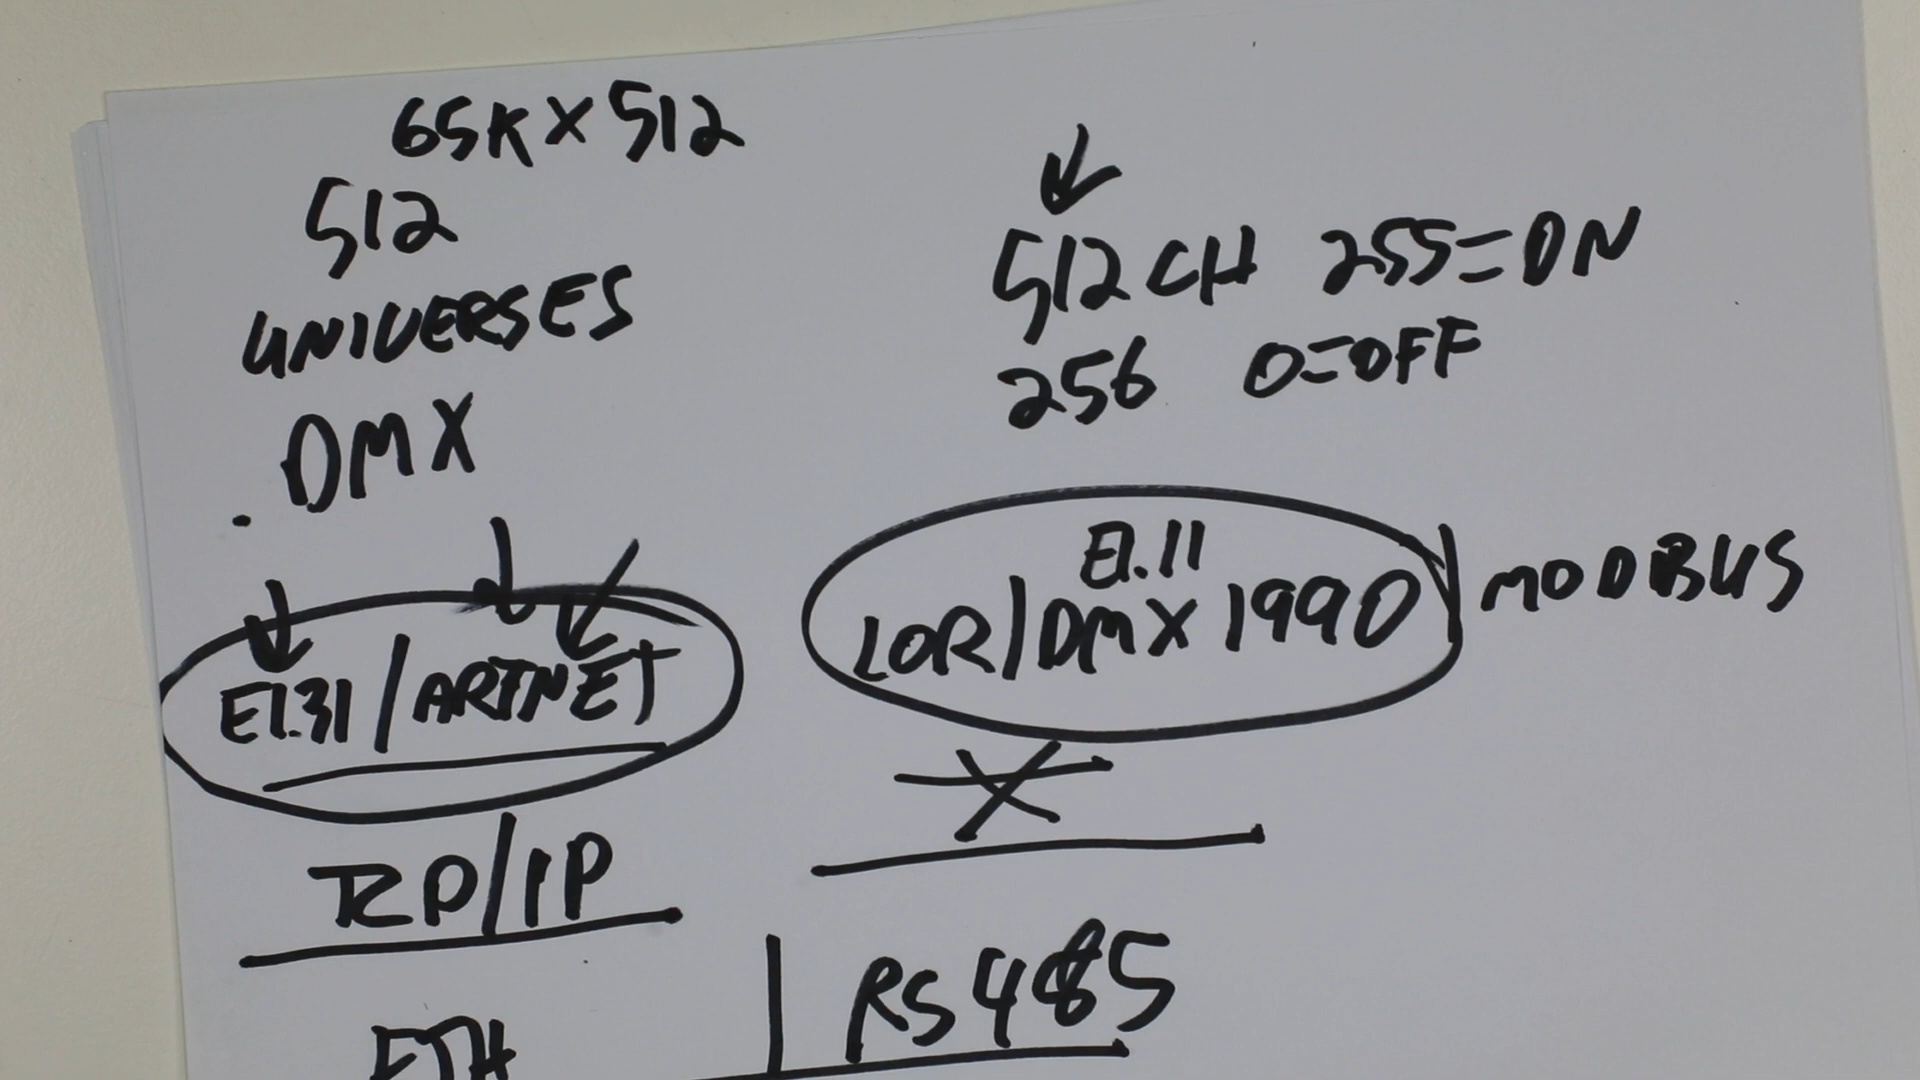 65K X 512
512
UNIVERSES
DMX
E1.31 / ARTNET
TCP/IP
ETH
512 CH 255=ON
256 0=OFF
E1.11
LOR/DMX 1990 | MODBUS
X
RS485